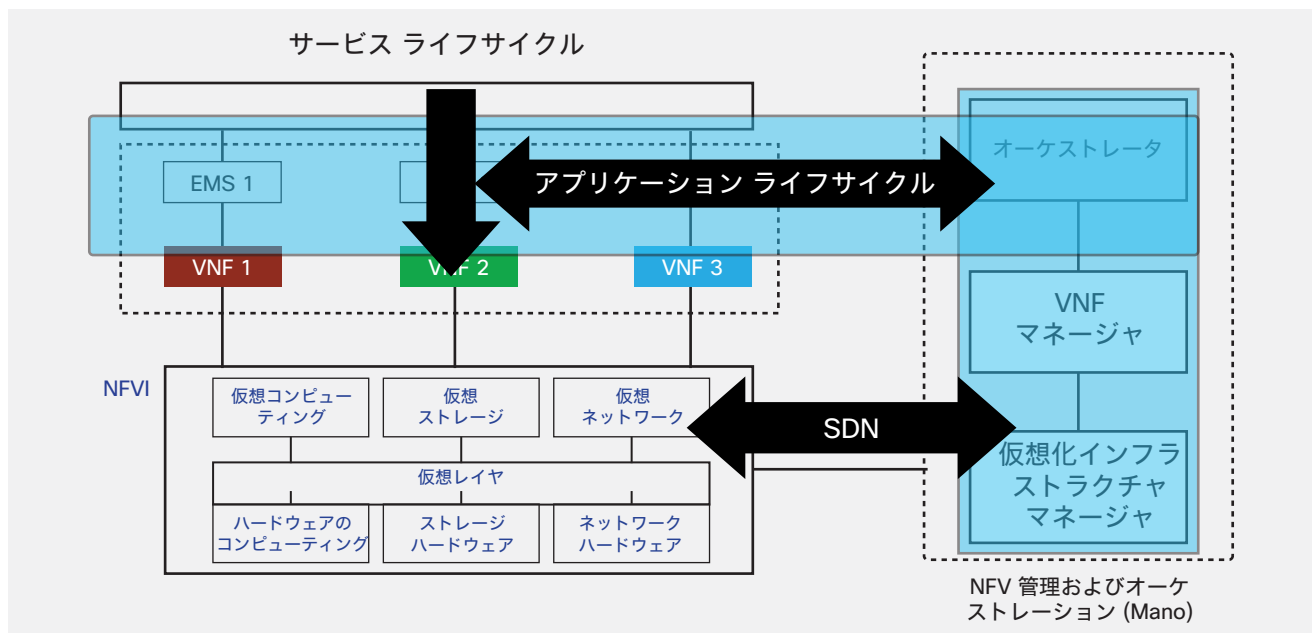 サービス ライフサイクル
オーケストレータ
アプリケーション ライフサイクル
EMS 1
VNF 1
VNF 2
VNF 3
VNF
マネージャ
NFVI
仮想コンピュー
ティング
仮想
ストレージ
仮想
ネットワーク
SDN
仮想化インフラ
ストラクチャ
マネージャ
仮想レイヤ
ハードウェアの
コンピューティング
ストレージ
ハードウェア
ネットワーク
ハードウェア
NFV 管理およびオーケ
ストレーション (Mano)